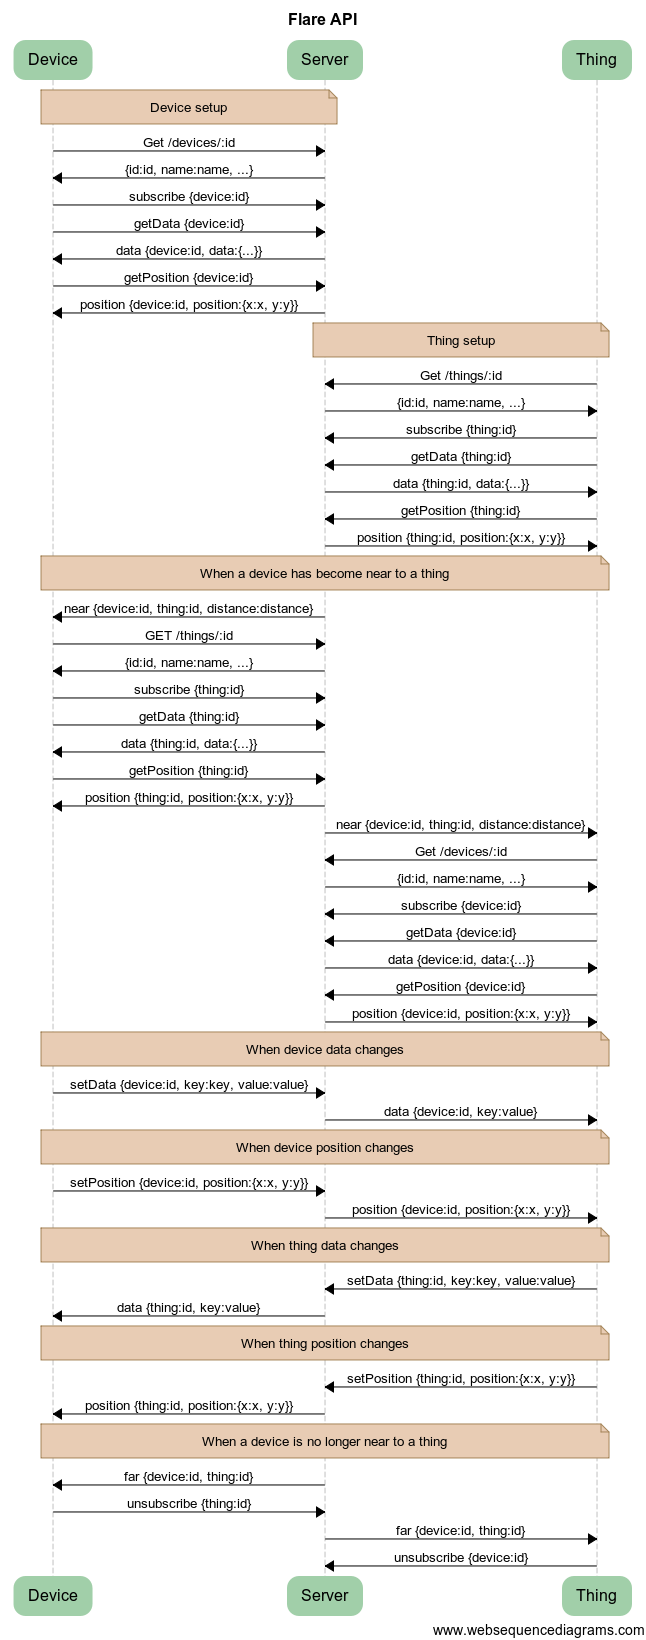 Flare API
Device Server Thing
Device setup
Get /devices/:id
{id:id, name:name, ...}
subscribe {device:id}
getData {device:id}
data {device:id, data:{...}}
getPosition {device:id}
position {device:id, position:{x:x, y:y}}
Thing setup
Get /things/:id
{id:id, name:name, ...}
subscribe {thing:id}
getData {thing:id}
data {thing:id, data:{...}}
getPosition {thing:id}
position {thing:id, position:{x:x, y:y}}
When a device has become near to a thing
near {device:id, thing:id, distance:distance}
GET /things/:id
{id:id, name:name, ...}
subscribe {thing:id}
getData {thing:id}
data {thing:id, data:{...}}
getPosition {thing:id}
position {thing:id, position:{x:x, y:y}}
near {device:id, thing:id, distance:distance}
Get /devices/:id
{id:id, name:name, ...}
subscribe {device:id}
getData {device:id}
data {device:id, data:{...}}
getPosition {device:id}
position {device:id, position:{x:x, y:y}}
When device data changes
setData {device:id, key:key, value:value}
data {device:id, key:value}
When device position changes
setPosition {device:id, position:{x:x, y:y}}
position {device:id, position:{x:x, y:y}}
When thing data changes
setData {thing:id, key:key, value:value}
data {thing:id, key:value}
When thing position changes
setPosition {thing:id, position:{x:x, y:y}}
position {thing:id, position:{x:x, y:y}}
When a device is no longer near to a thing
far {device:id, thing:id}
unsubscribe {thing:id}
far {device:id, thing:id}
unsubscribe {device:id}
Device Server Thing
www.websequencediagrams.com